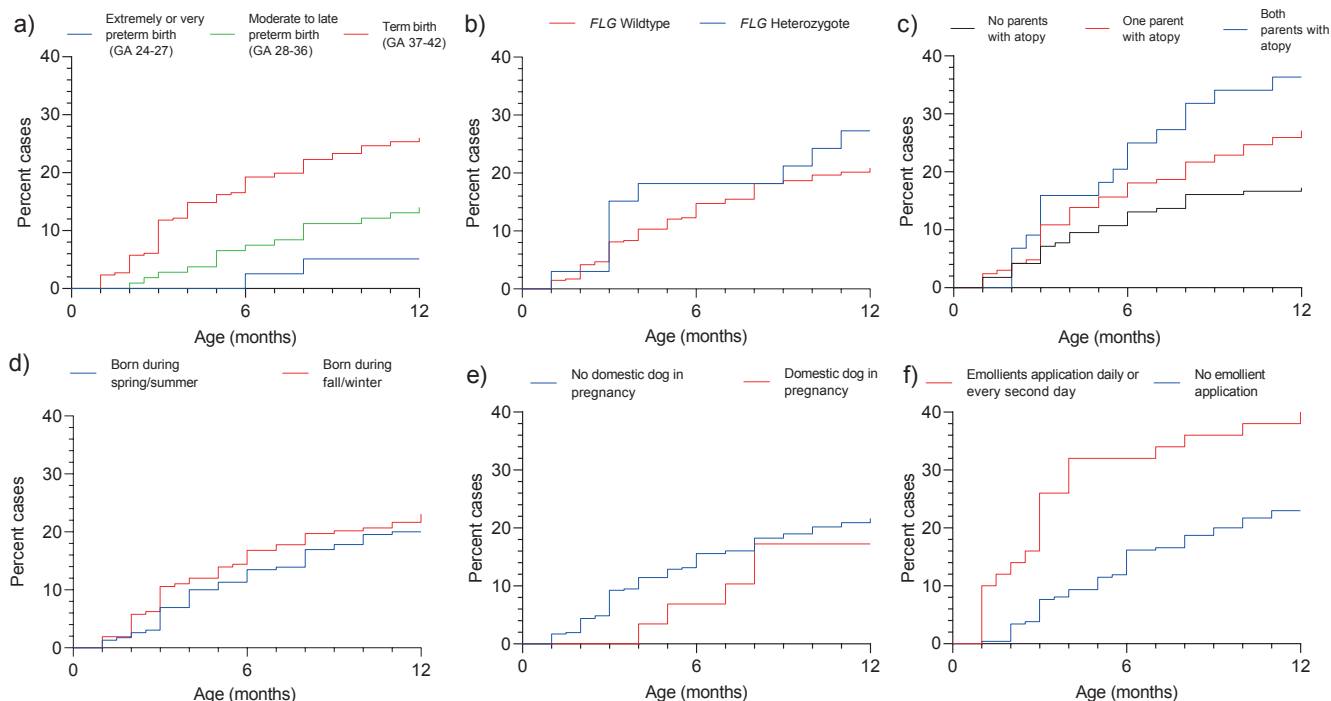 a)
Extremely or very
preterm birth
(GA 24-27)
Moderate to late
preterm birth
(GA 28-36)
Term birth
(GA 37-42)
Percent cases
40
30
20
10
0
0
6
12
Age (months)
b)
FLG Wildtype
FLG Heterozygote
Percent cases
40
30
20
10
0
0
6
12
Age (months)
c)
No parents
with atopy
One parent
with atopy
Both
parents with
atopy
Percent cases
40
30
20
10
0
0
6
12
Age (months)
d)
Born during
spring/summer
Born during
fall/winter
Percent cases
40
30
20
10
0
0
6
12
Age (months)
e)
No domestic dog in
pregnancy
Domestic dog in
pregnancy
Percent cases
40
30
20
10
0
0
6
12
Age (months)
f)
Emollients application daily or
every second day
No emollient
application
Percent cases
40
30
20
10
0
0
6
12
Age (months)